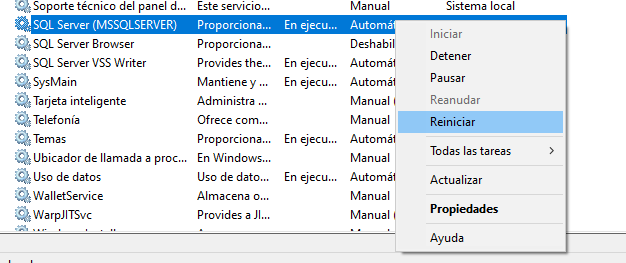 Soporte técnico del panel d... Este servicio... Manual Sistema local
SQL Server (MSSQLSERVER) Proporciona... En ejecu... Automát
SQL Server Browser Proporciona... Deshabil
SQL Server VSS Writer Provides the... En ejecu... Automát
SysMain Mantiene y ... En ejecu... Automát
Tarjeta inteligente Administra ... Manual (
Telefonía Ofrece com... Manual
Temas Proporciona... En ejecu... Automát
Ubicador de llamada a proc... En Windows... Manual
Uso de datos Proporciona... En ejecu... Automát
WalletService Almacena o... Manual
WarpJITSvc Provides a JI... Manual (
Iniciar
Detener
Pausar
Reanudar
Reiniciar
Todas las tareas
Actualizar
Propiedades
Ayuda